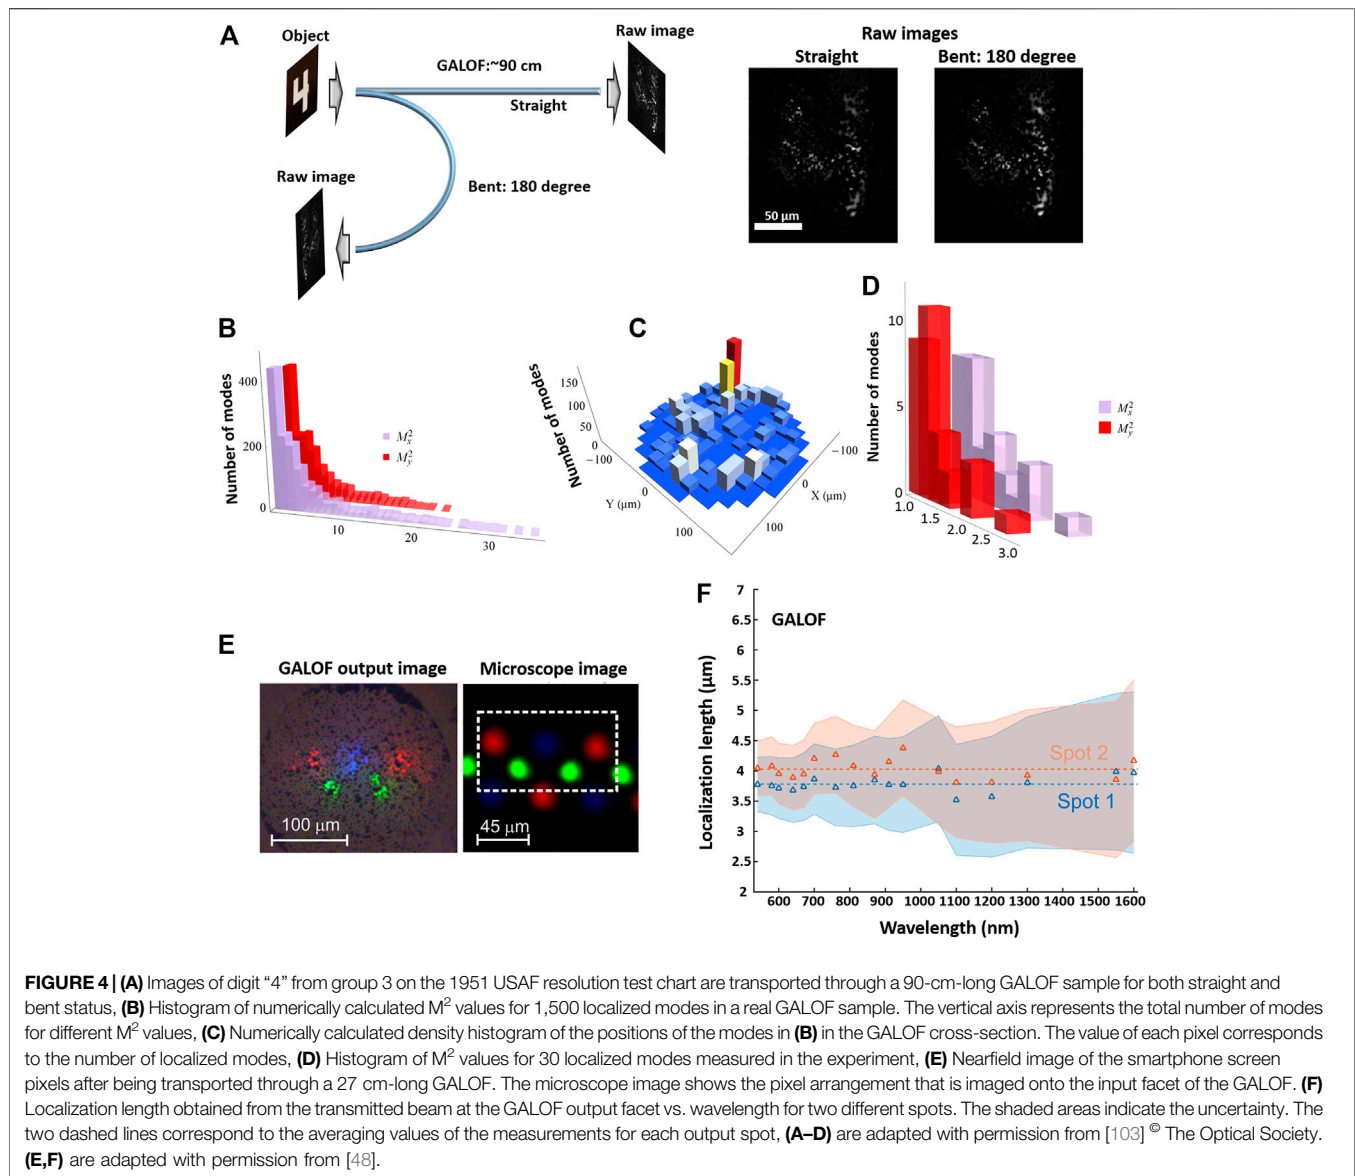 A
Object
GALOF:~90 cm
Straight
Raw image
Bent: 180 degree
Raw image
Raw images
Straight
Bent: 180 degree
50 μm
B
Number of modes
400
200
0
10
20
30
M²x
M²y
C
Number of modes
150
100
50
0
−100
0
100
Y (μm)
−100
0
100
X (μm)
D
Number of modes
10
5
0
1.0
1.5
2.0
2.5
3.0
M²x
M²y
E
GALOF output image
Microscope image
100 μm
45 μm
F
GALOF
Localization length (μm)
7
6.5
6
5.5
5
4.5
4
3.5
3
2.5
2
Spot 2
Spot 1
600 700 800 900 1000 1100 1200 1300 1400 1500 1600
Wavelength (nm)
FIGURE 4 | (A) Images of digit “4” from group 3 on the 1951 USAF resolution test chart are transported through a 90-cm-long GALOF sample for both straight and
bent status, (B) Histogram of numerically calculated M² values for 1,500 localized modes in a real GALOF sample. The vertical axis represents the total number of modes
for different M² values, (C) Numerically calculated density histogram of the positions of the modes in (B) in the GALOF cross-section. The value of each pixel corresponds
to the number of localized modes, (D) Histogram of M² values for 30 localized modes measured in the experiment, (E) Nearfield image of the smartphone screen
pixels after being transported through a 27 cm-long GALOF. The microscope image shows the pixel arrangement that is imaged onto the input facet of the GALOF. (F)
Localization length obtained from the transmitted beam at the GALOF output facet vs. wavelength for two different spots. The shaded areas indicate the uncertainty. The
two dashed lines correspond to the averaging values of the measurements for each output spot, (A–D) are adapted with permission from [103] © The Optical Society.
(E,F) are adapted with permission from [48].